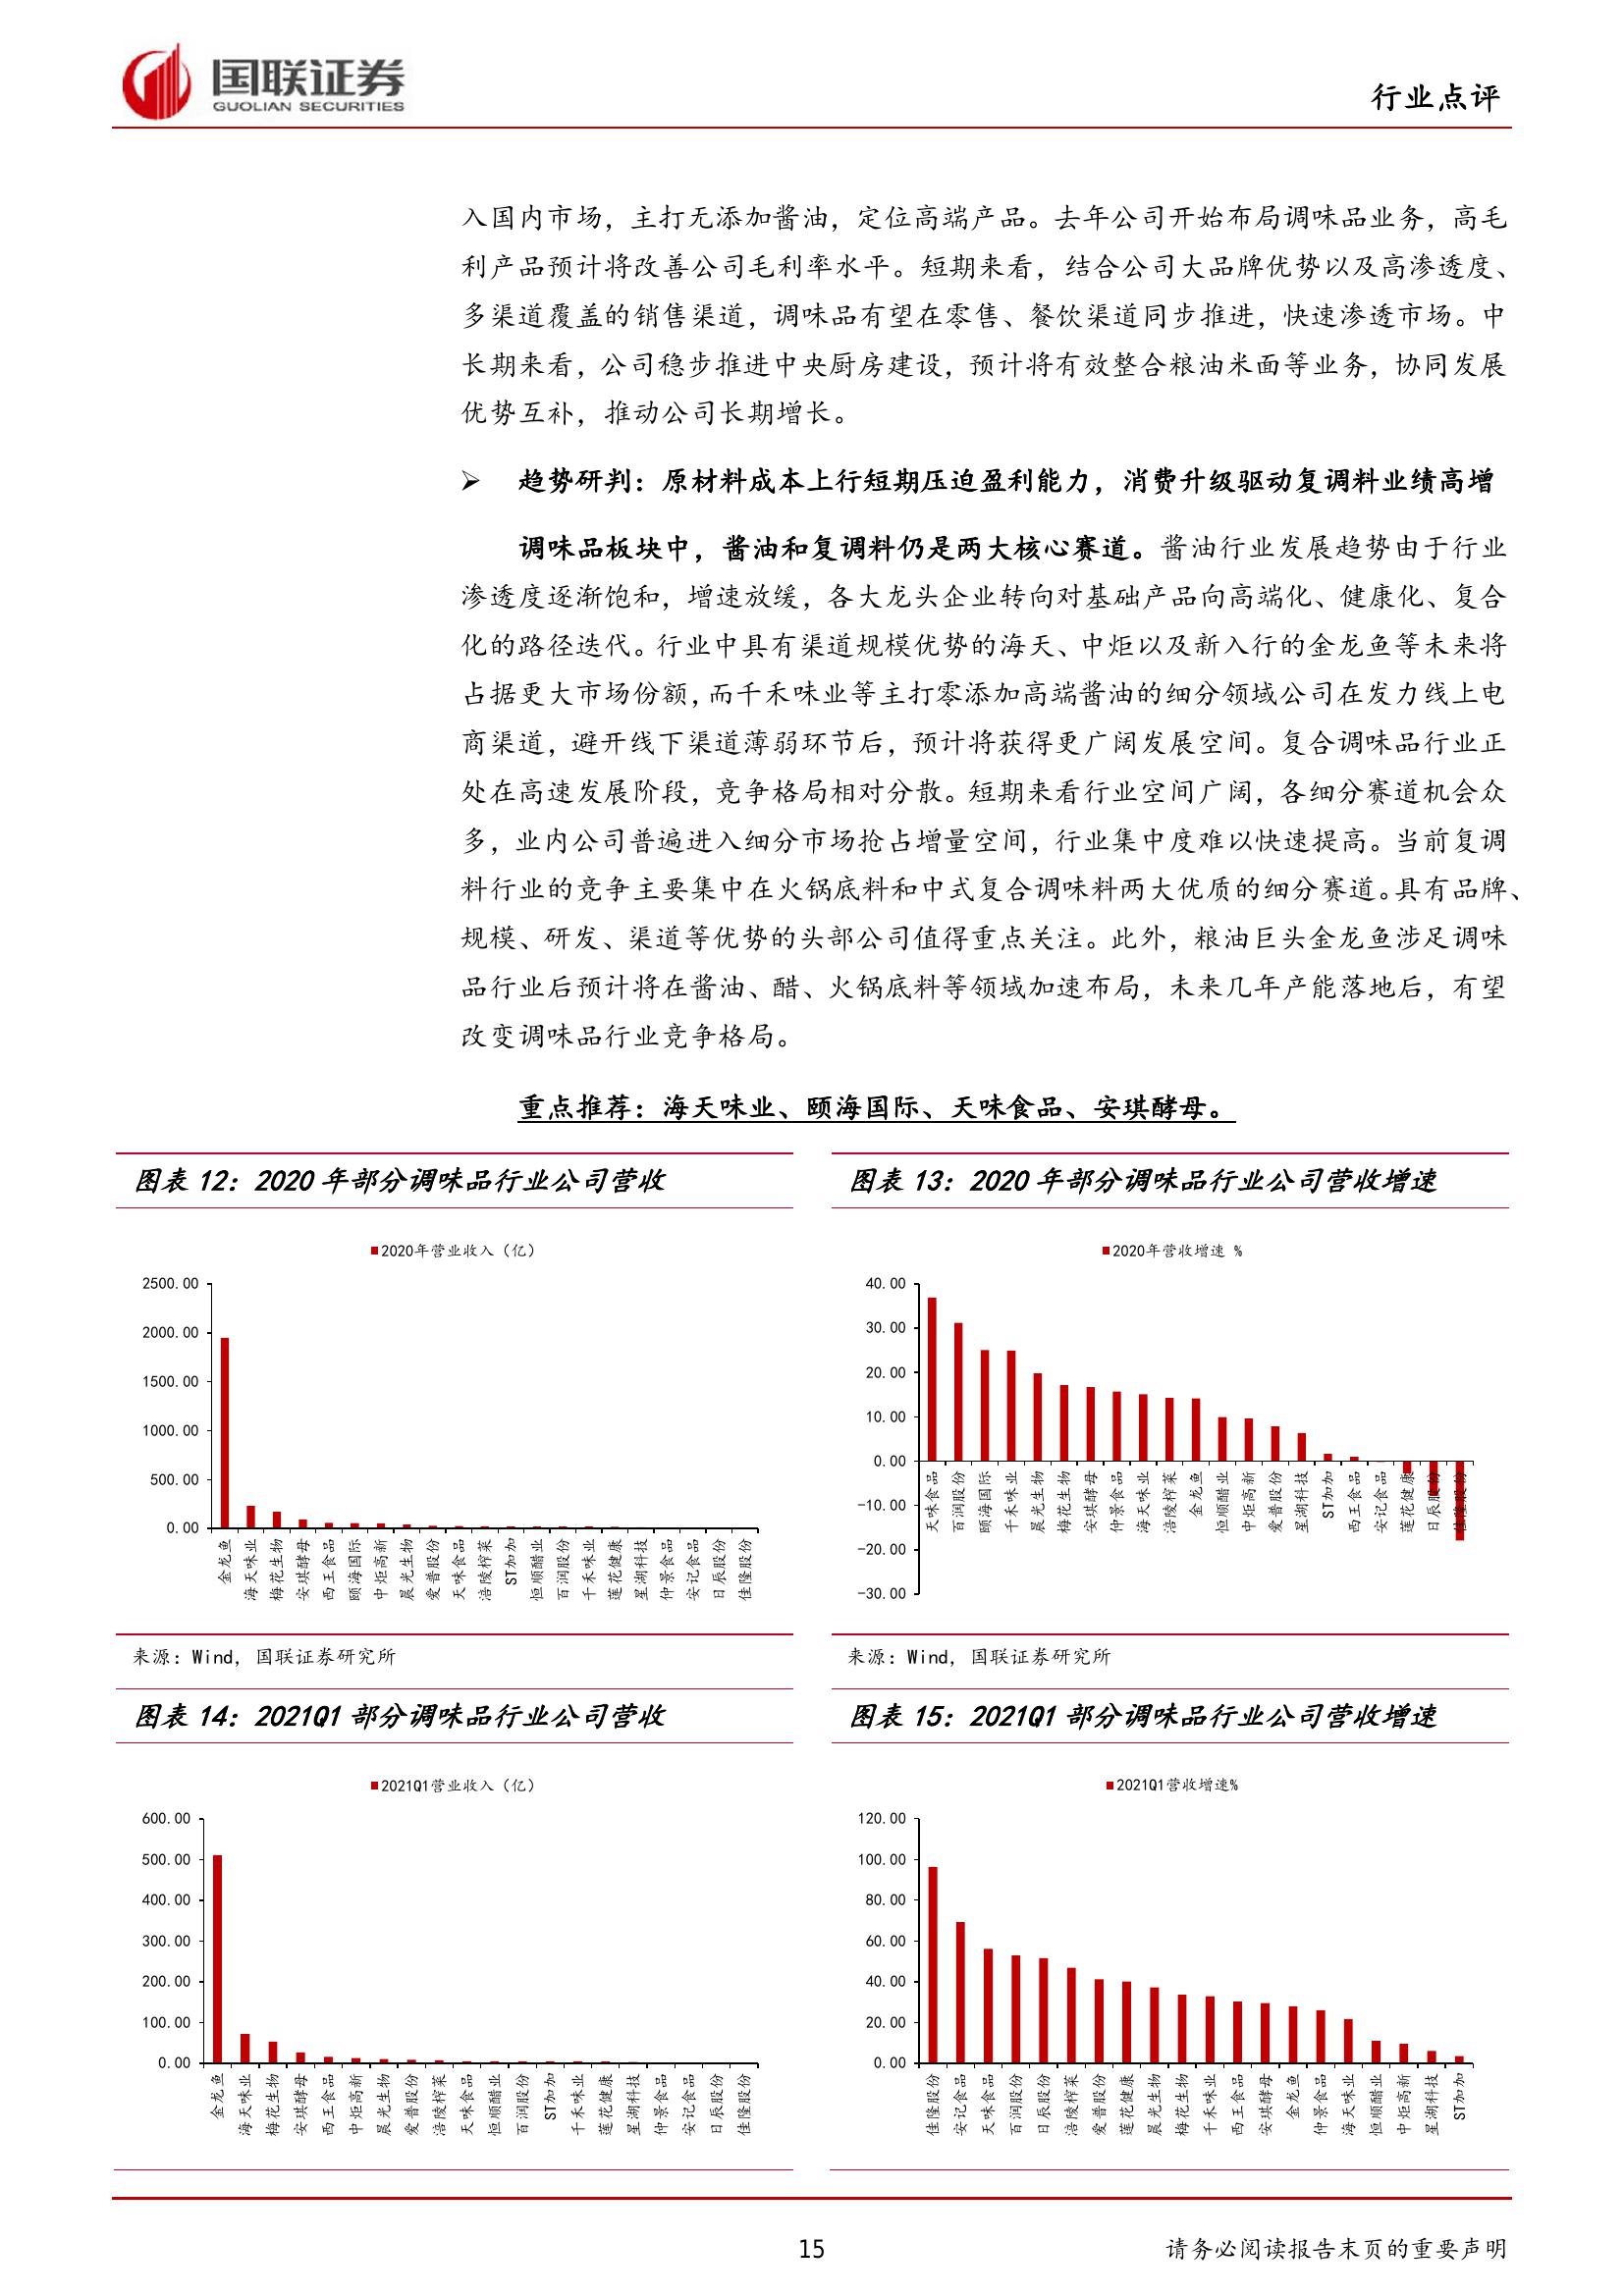 国联证券
GUOLIAN SECURITIES
行业点评
入国内市场，主打无添加酱油，定位高端产品。去年公司开始布局调味品业务，高毛
利产品预计将改善公司毛利率水平。短期来看，结合公司大品牌优势以及高渗透度、
多渠道覆盖的销售渠道，调味品有望在零售、餐饮渠道同步推进，快速渗透市场。中
长期来看，公司稳步推进中央厨房建设，预计将有效整合粮油米面等业务，协同发展
优势互补，推动公司长期增长。
➢ 趋势研判：原材料成本上行短期压迫盈利能力，消费升级驱动复调料业绩高增
调味品板块中，酱油和复调料仍是两大核心赛道。酱油行业发展趋势由于行业
渗透度逐渐饱和，增速放缓，各大龙头企业转向对基础产品向高端化、健康化、复合
化的路径迭代。行业中具有渠道规模优势的海天、中炬以及新入行的金龙鱼等未来将
占据更大市场份额，而千禾味业等主打零添加高端酱油的细分领域公司在发力线上电
商渠道，避开线下渠道薄弱环节后，预计将获得更广阔发展空间。复合调味品行业正
处在高速发展阶段，竞争格局相对分散。短期来看行业空间广阔，各细分赛道机会众
多，业内公司普遍进入细分市场抢占增量空间，行业集中度难以快速提高。当前复调
料行业的竞争主要集中在火锅底料和中式复合调味料两大优质的细分赛道。具有品牌、
规模、研发、渠道等优势的头部公司值得重点关注。此外，粮油巨头金龙鱼涉足调味
品行业后预计将在酱油、醋、火锅底料等领域加速布局，未来几年产能落地后，有望
改变调味品行业竞争格局。
重点推荐：海天味业、颐海国际、天味食品、安琪酵母。
图表 12：2020 年部分调味品行业公司营收
2020年营业收入（亿）
2500.00
2000.00
1500.00
1000.00
500.00
0.00
金龙鱼
海天味业
梅花生物
安琪酵母
西王食品
颐海国际
中炬高新
晨光生物
爱普股份
天味食品
涪陵榨菜
ST加加
恒顺醋业
百润股份
千禾味业
莲花健康
星湖科技
仲景食品
安记食品
日辰股份
佳隆股份
来源：Wind，国联证券研究所
图表 13：2020 年部分调味品行业公司营收增速
2020年营收增速 %
40.00
30.00
20.00
10.00
0.00
-10.00
-20.00
-30.00
天味食品
百润股份
颐海国际
千禾味业
晨光生物
梅花生物
安琪酵母
仲景食品
海天味业
涪陵榨菜
金龙鱼
恒顺醋业
中炬高新
爱普股份
星湖科技
ST加加
西王食品
安记食品
莲花健康
日辰股份
佳隆股份
来源：Wind，国联证券研究所
图表 14：2021Q1 部分调味品行业公司营收
2021Q1营业收入（亿）
600.00
500.00
400.00
300.00
200.00
100.00
0.00
金龙鱼
海天味业
梅花生物
安琪酵母
西王食品
中炬高新
晨光生物
爱普股份
涪陵榨菜
天味食品
恒顺醋业
百润股份
ST加加
千禾味业
莲花健康
星湖科技
仲景食品
安记食品
日辰股份
佳隆股份
图表 15：2021Q1 部分调味品行业公司营收增速
2021Q1营收增速%
120.00
100.00
80.00
60.00
40.00
20.00
0.00
佳隆股份
安记食品
天味食品
百润股份
日辰股份
涪陵榨菜
爱普股份
莲花健康
晨光生物
梅花生物
千禾味业
西王食品
安琪酵母
金龙鱼
仲景食品
海天味业
恒顺醋业
中炬高新
星湖科技
ST加加
15
请务必阅读报告末页的重要声明